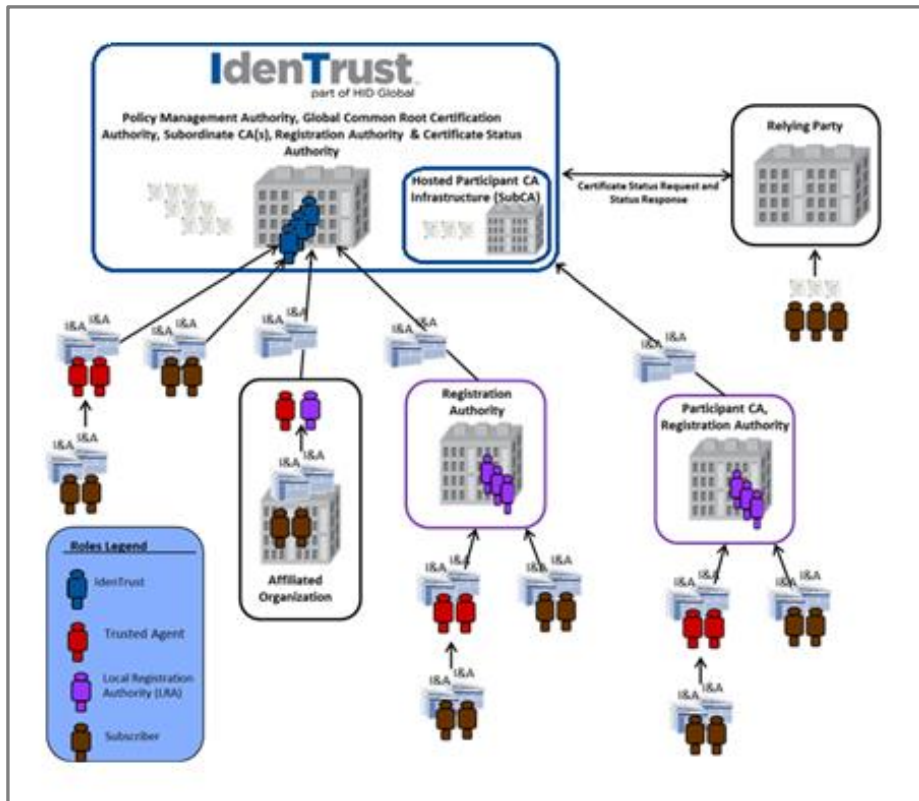 IdenTrust™
part of HID Global
Policy Management Authority, Global Common Root Certification
Authority, Subordinate CA(s), Registration Authority & Certificate Status
Authority
Hosted Participant CA
Infrastructure (SubCA)
Certificate Status Request and
Status Response
Relying Party
I&A
I&A
I&A
I&A
I&A
I&A
I&A
I&A
I&A
I&A
I&A
I&A
Registration
Authority
Participant CA,
Registration Authority
I&A
I&A
Affiliated
Organization
I&A
I&A
I&A
I&A
I&A
I&A
I&A
I&A
I&A
I&A
I&A
I&A
Roles Legend
IdenTrust
Trusted Agent
Local Registration
Authority (LRA)
Subscriber